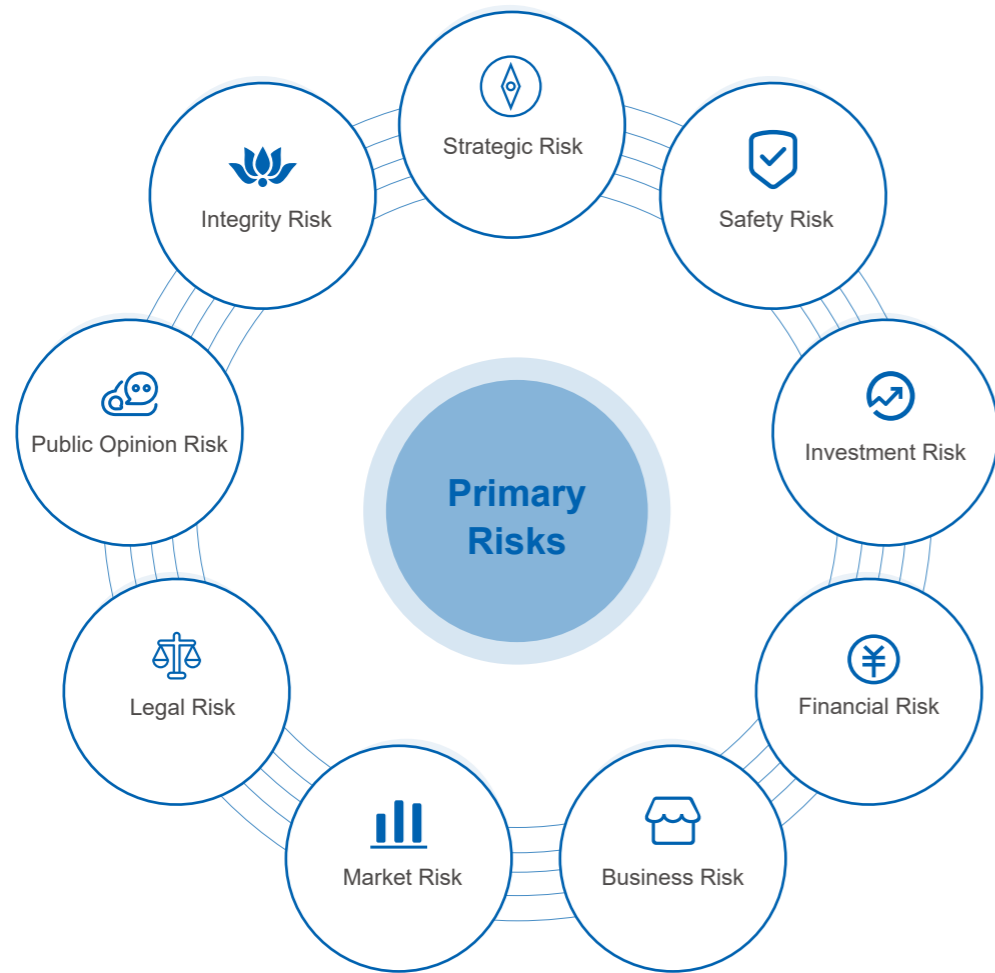 Strategic Risk
Safety Risk
Investment Risk
Financial Risk
Business Risk
Market Risk
Legal Risk
Public Opinion Risk
Integrity Risk
Primary
Risks